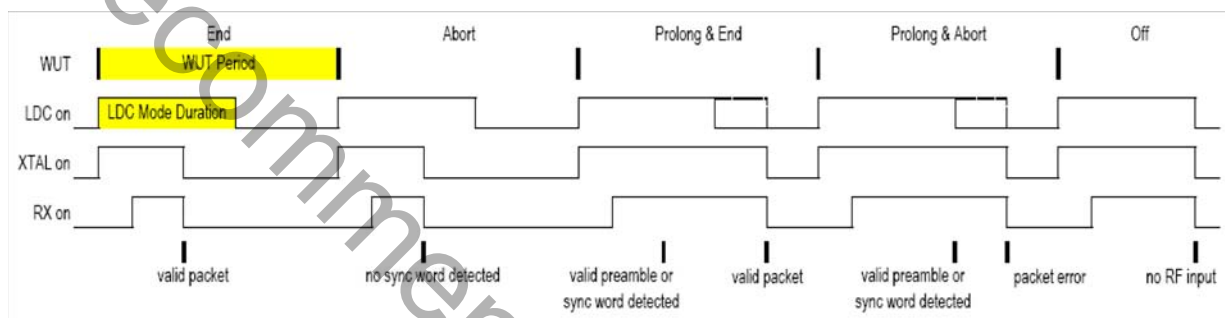 End Abort Prolong & End Prolong & Abort Off
WUT WUT Period
LDC on LDC Mode Duration
XTAL on
RX on
valid packet no sync word detected valid preamble or valid packet valid preamble or packet error no RF input
sync word detected sync word detected
ecommen